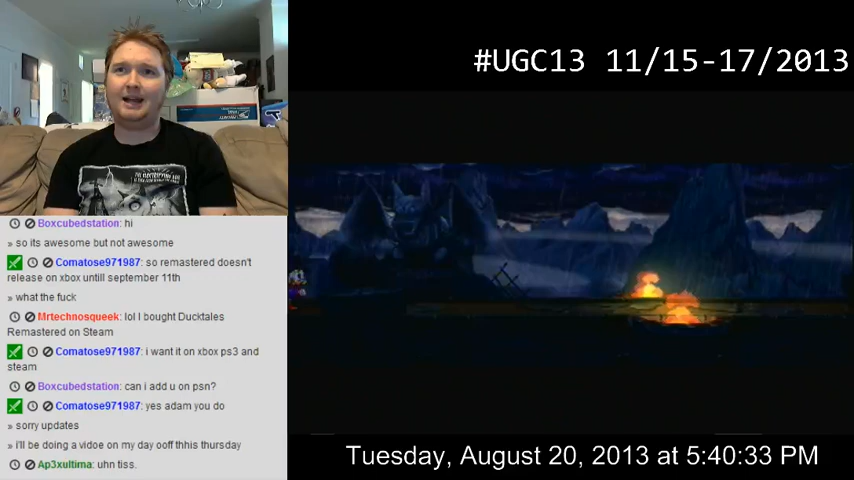 #UGC13 11/15-17/2013
Boxcubedstation: hi
» so its awesome but not awesome
Comatose971987: so remastered doesn't
release on xbox untill september 11th
» what the fuck
Mrtechnosqueek: lol I bought Ducktales
Remastered on Steam
Comatose971987: i want it on xbox ps3 and
steam
Boxcubedstation: can i add u on psn?
Comatose971987: yes adam you do
» sorry updates
» i'll be doing a vidoe on my day ooff thhis thursday
Ap3xultima: uhn tiss.
Tuesday, August 20, 2013 at 5:40:33 PM